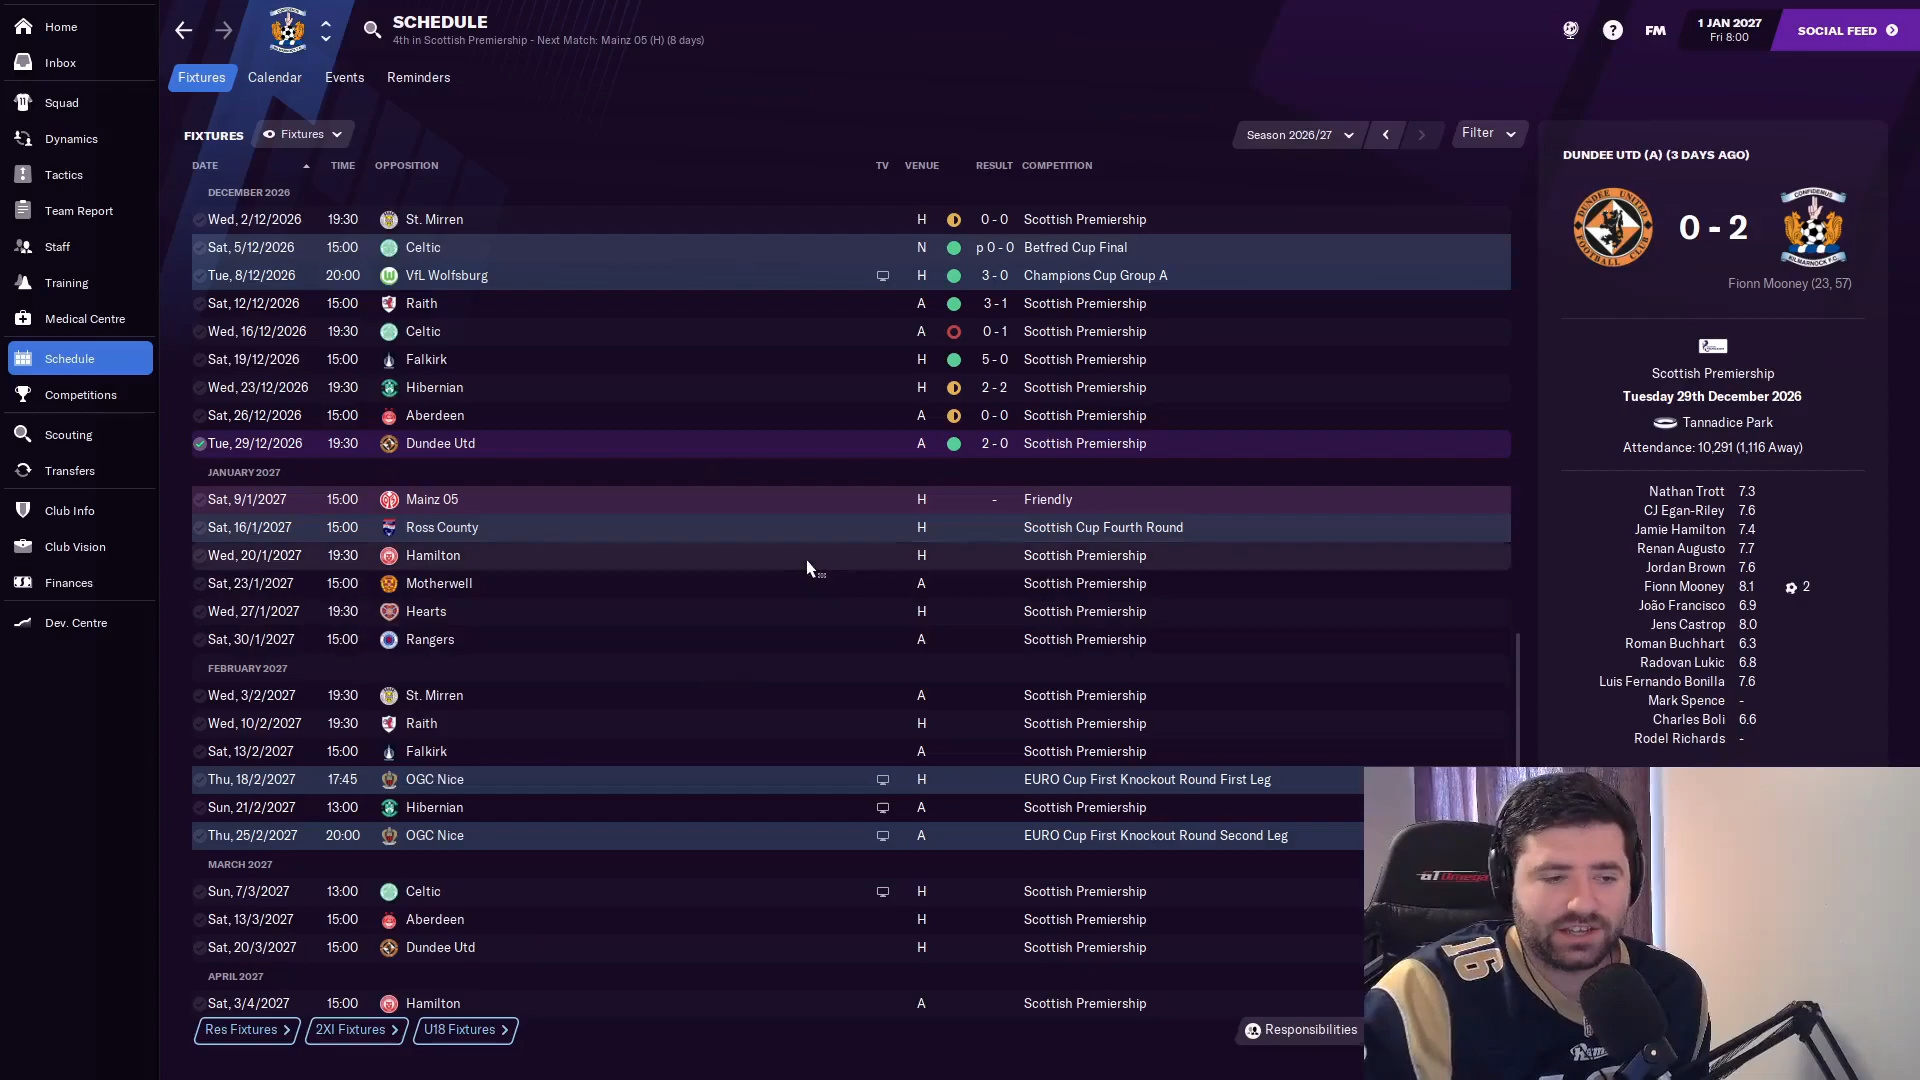 Home
Inbox
Squad
Dynamics
Tactics
Team Report
Staff
Training
Medical Centre
Schedule
Competitions
Scouting
Transfers
Club Info
Club Vision
Finances
Dev. Centre
SCHEDULE
4th in Scottish Premiership - Next Match: Mainz 05 (H) (8 days)
FM
1 JAN 2027
Fri 8:00
SOCIAL FEED
Fixtures Calendar Events Reminders
FIXTURES Fixtures Season 2026/27 Filter
DATE TIME OPPOSITION TV VENUE RESULT COMPETITION
DECEMBER 2026
Wed, 2/12/2026 19:30 St. Mirren H 0 - 0 Scottish Premiership
Sat, 5/12/2026 15:00 Celtic N p 0 - 0 Betfred Cup Final
Tue, 8/12/2026 20:00 VfL Wolfsburg H 3 - 0 Champions Cup Group A
Sat, 12/12/2026 15:00 Raith A 3 - 1 Scottish Premiership
Wed, 16/12/2026 19:30 Celtic A 0 - 1 Scottish Premiership
Sat, 19/12/2026 15:00 Falkirk H 5 - 0 Scottish Premiership
Wed, 23/12/2026 19:30 Hibernian H 2 - 2 Scottish Premiership
Sat, 26/12/2026 15:00 Aberdeen A 0 - 0 Scottish Premiership
Tue, 29/12/2026 19:30 Dundee Utd A 2 - 0 Scottish Premiership
JANUARY 2027
Sat, 9/1/2027 15:00 Mainz 05 H - Friendly
Sat, 16/1/2027 15:00 Ross County H Scottish Cup Fourth Round
Wed, 20/1/2027 19:30 Hamilton H Scottish Premiership
Sat, 23/1/2027 15:00 Motherwell A Scottish Premiership
Wed, 27/1/2027 19:30 Hearts H Scottish Premiership
Sat, 30/1/2027 15:00 Rangers A Scottish Premiership
FEBRUARY 2027
Wed, 3/2/2027 19:30 St. Mirren A Scottish Premiership
Wed, 10/2/2027 19:30 Raith H Scottish Premiership
Sat, 13/2/2027 15:00 Falkirk A Scottish Premiership
Thu, 18/2/2027 17:45 OGC Nice H EURO Cup First Knockout Round First Leg
Sun, 21/2/2027 13:00 Hibernian A Scottish Premiership
Thu, 25/2/2027 20:00 OGC Nice A EURO Cup First Knockout Round Second Leg
MARCH 2027
Sun, 7/3/2027 13:00 Celtic H Scottish Premiership
Sat, 13/3/2027 15:00 Aberdeen H Scottish Premiership
Sat, 20/3/2027 15:00 Dundee Utd H Scottish Premiership
APRIL 2027
Sat, 3/4/2027 15:00 Hamilton A Scottish Premiership
Res Fixtures 2XI Fixtures U18 Fixtures Responsibilities
DUNDEE UTD (A) (3 DAYS AGO)
0 - 2
Fionn Mooney (23, 57)
Scottish Premiership
Tuesday 29th December 2026
Tannadice Park
Attendance: 10,291 (1,116 Away)
Nathan Trott 7.3
CJ Egan-Riley 7.6
Jamie Hamilton 7.4
Renan Augusto 7.7
Jordan Brown 7.6
Fionn Mooney 8.1 2
João Francisco 6.9
Jens Castrop 8.0
Roman Buchhart 6.3
Radovan Lukic 6.8
Luis Fernando Bonilla 7.6
Mark Spence -
Charles Boli 6.6
Rodel Richards -
GT Omega
16